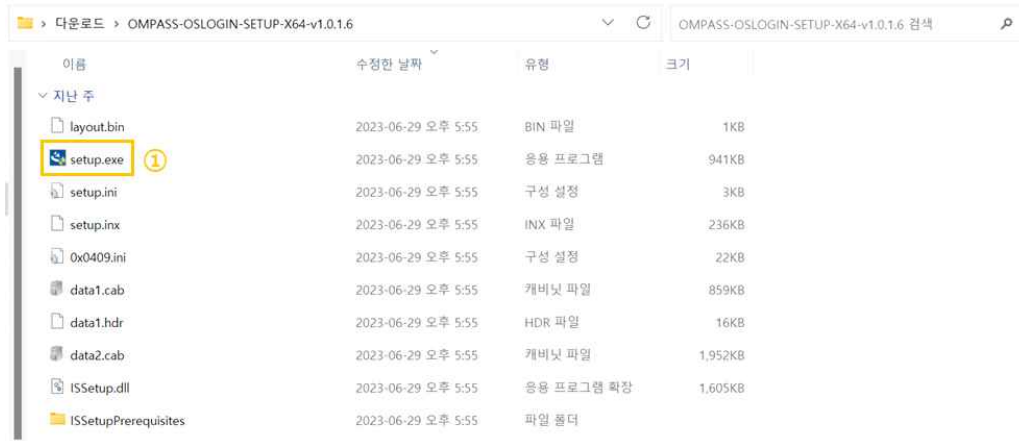 > 다운로드 > OMPASS-OSLOGIN-SETUP-X64-v1.0.1.6 OMPASS-OSLOGIN-SETUP-X64-v1.0.1.6 검색
이름 수정한 날짜 유형 크기
지난 주
layout.bin 2023-06-29 오후 5:55 BIN 파일 1KB
setup.exe ① 2023-06-29 오후 5:55 응용 프로그램 941KB
setup.ini 2023-06-29 오후 5:55 구성 설정 3KB
setup.inx 2023-06-29 오후 5:55 INX 파일 236KB
0x0409.ini 2023-06-29 오후 5:55 구성 설정 22KB
data1.cab 2023-06-29 오후 5:55 캐비닛 파일 859KB
data1.hdr 2023-06-29 오후 5:55 HDR 파일 16KB
data2.cab 2023-06-29 오후 5:55 캐비닛 파일 1,952KB
ISSetup.dll 2023-06-29 오후 5:55 응용 프로그램 확장 1,605KB
ISSetupPrerequisites 2023-06-29 오후 5:55 파일 폴더